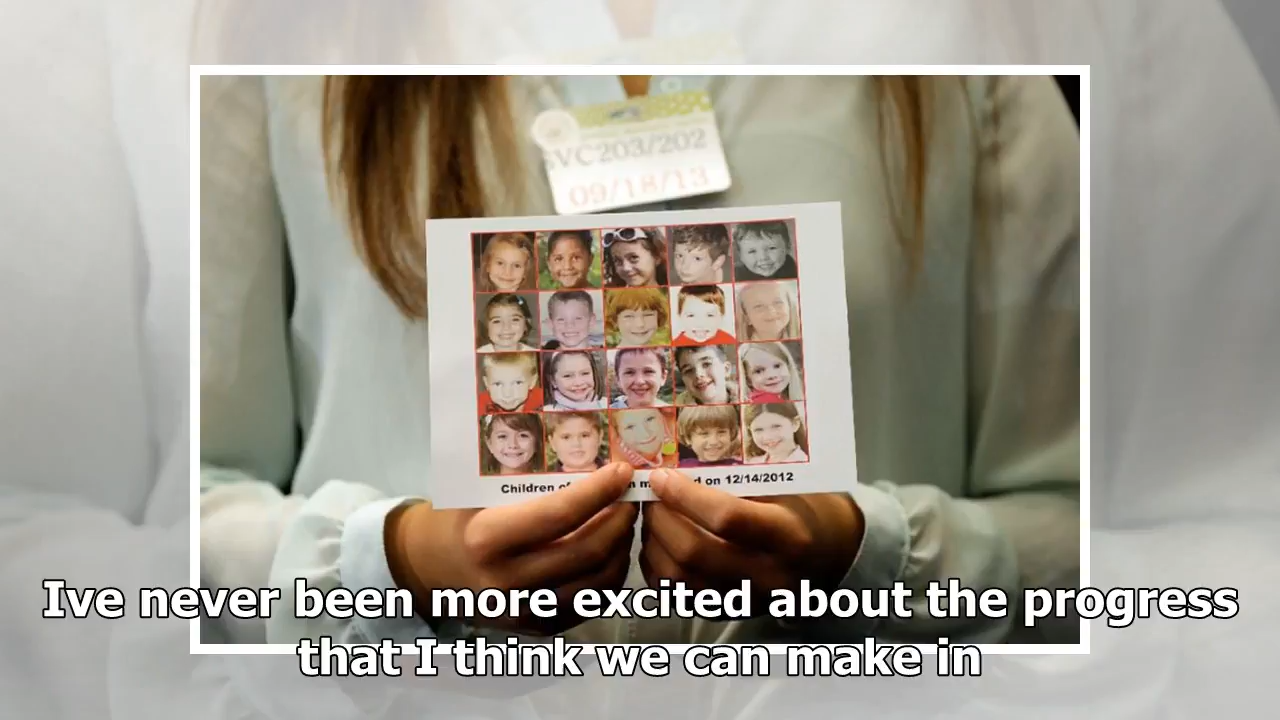 SVC203/202
09/18/13
Children of on 12/14/2012
Ive never been more excited about the progress
that I think we can make in